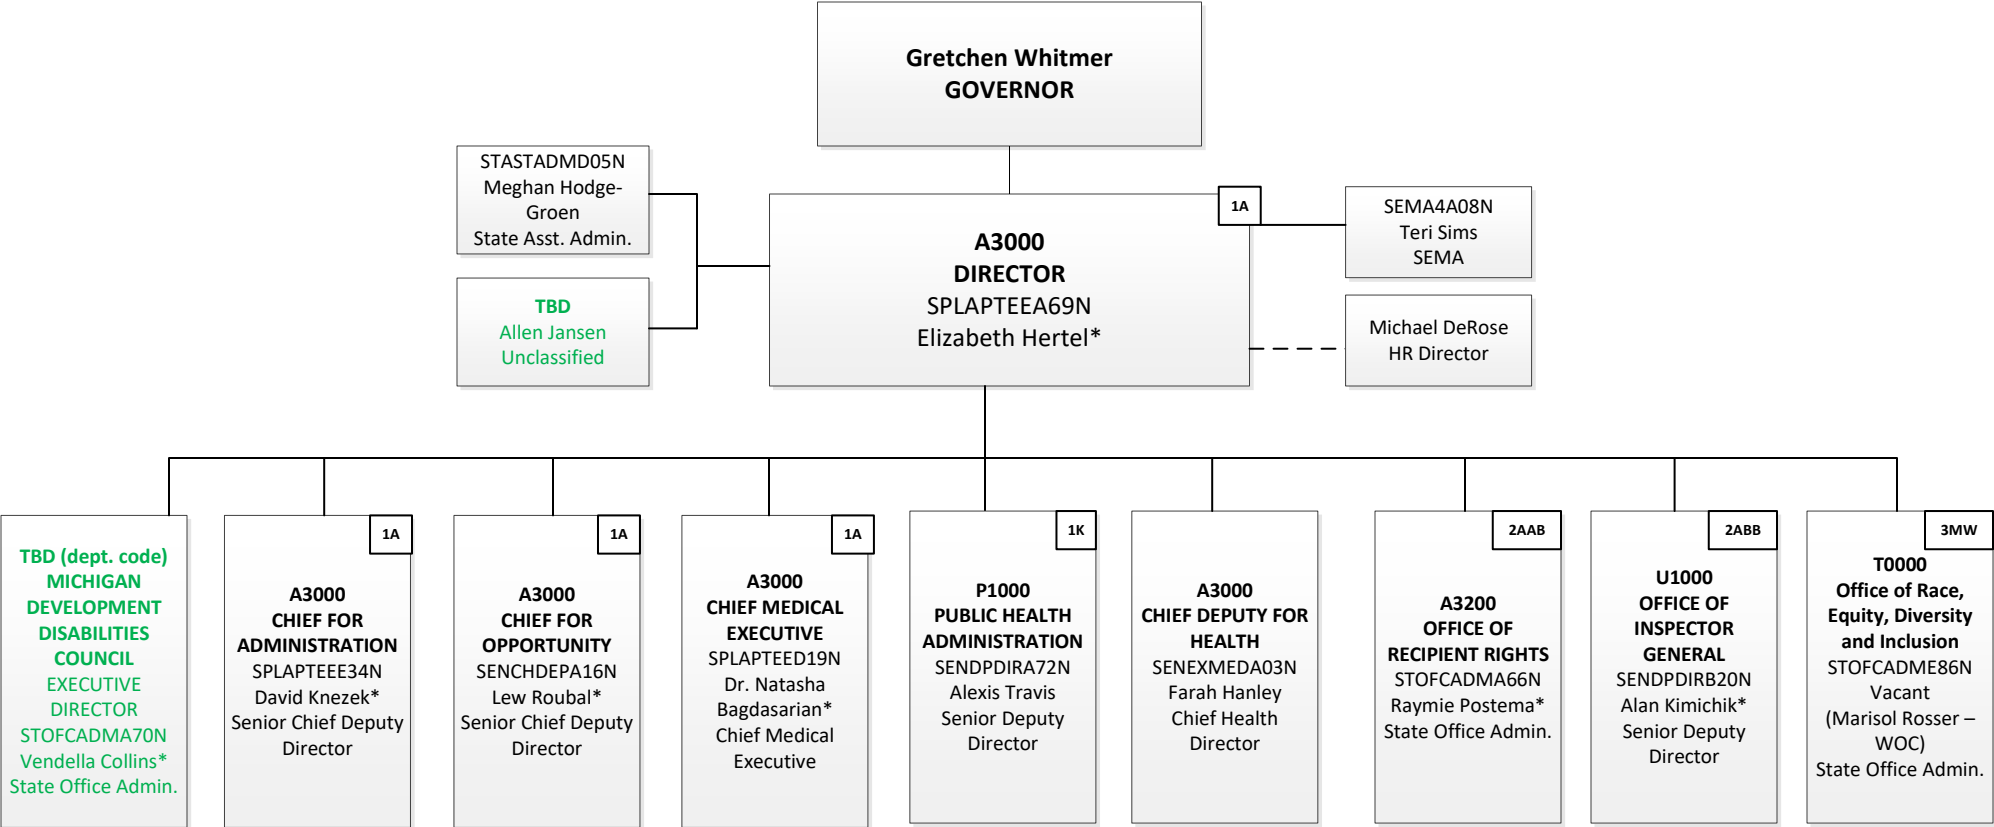 Gretchen Whitmer
GOVERNOR
STASTADMD05N
Meghan Hodge-
Groen
State Asst. Admin.
TBD
Allen Jansen
Unclassified
1A
A3000
DIRECTOR
SPLAPTEEA69N
Elizabeth Hertel*
SEMA4A08N
Teri Sims
SEMA
Michael DeRose
HR Director
TBD (dept. code)
MICHIGAN
DEVELOPMENT
DISABILITIES
COUNCIL
EXECUTIVE
DIRECTOR
STOFCADMA70N
Vendella Collins*
State Office Admin.
1A
A3000
CHIEF FOR
ADMINISTRATION
SPLAPTEEE34N
David Knezek*
Senior Chief Deputy
Director
1A
A3000
CHIEF FOR
OPPORTUNITY
SENCHDEPA16N
Lew Roubal*
Senior Chief Deputy
Director
1A
A3000
CHIEF MEDICAL
EXECUTIVE
SPLAPTEED19N
Dr. Natasha
Bagdasarian*
Chief Medical
Executive
1K
P1000
PUBLIC HEALTH
ADMINISTRATION
SENDPDIRA72N
Alexis Travis
Senior Deputy
Director
A3000
CHIEF DEPUTY FOR
HEALTH
SENEXMEDA03N
Farah Hanley
Chief Health
Director
2AAB
A3200
OFFICE OF
RECIPIENT RIGHTS
STOFCADMA66N
Raymie Postema*
State Office Admin.
2ABB
U1000
OFFICE OF
INSPECTOR
GENERAL
SENDPDIRB20N
Alan Kimichik*
Senior Deputy
Director
3MW
T0000
Office of Race,
Equity, Diversity
and Inclusion
STOFCADME86N
Vacant
(Marisol Rosser –
WOC)
State Office Admin.